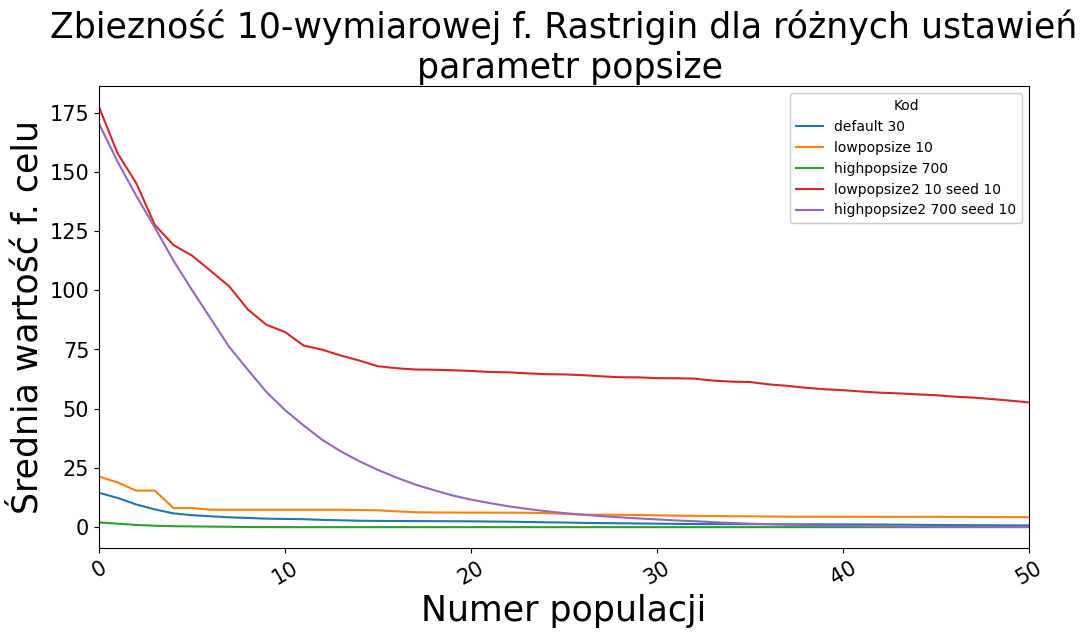 Zbiezność 10-wymiarowej f. Rastrigin dla różnych ustawień
parametr popsize
Średnia wartość f. celu
175
150
125
100
75
50
25
0
Kod
default 30
lowpopsize 10
highpopsize 700
lowpopsize2 10 seed 10
highpopsize2 700 seed 10
0 10 20 30 40 50
Numer populacji